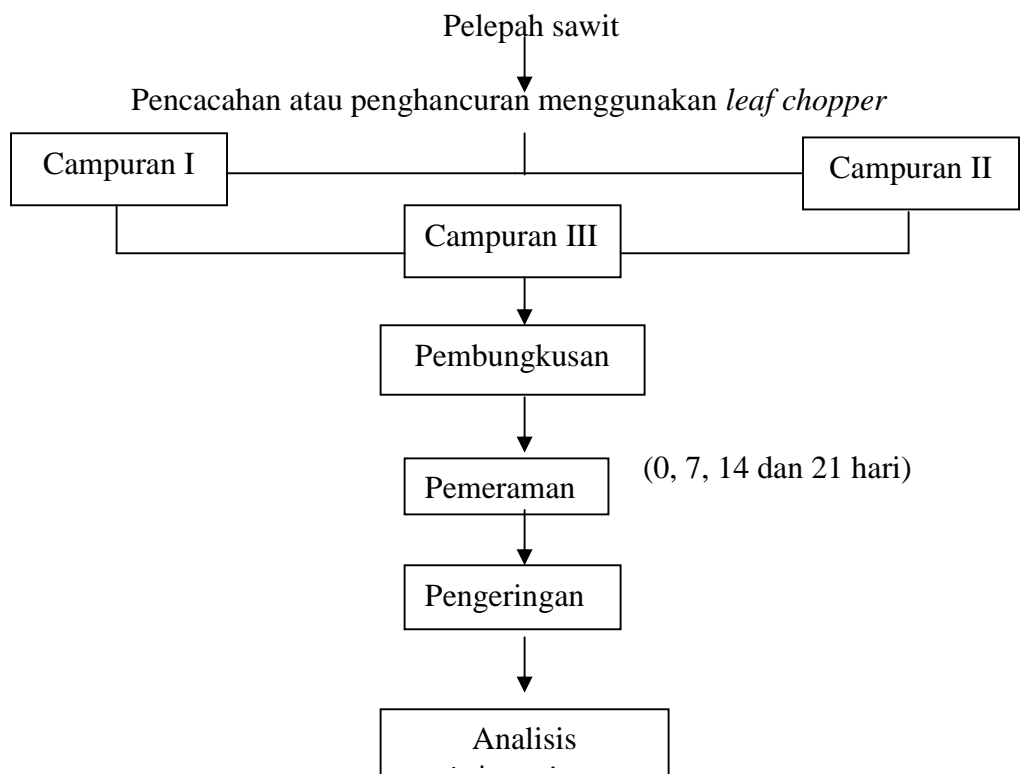 Pelepah sawit
Pencacahan atau penghancuran menggunakan leaf chopper
Campuran I
Campuran II
Campuran III
Pembungkusan
Pemeraman
(0, 7, 14 dan 21 hari)
Pengeringan
Analisis